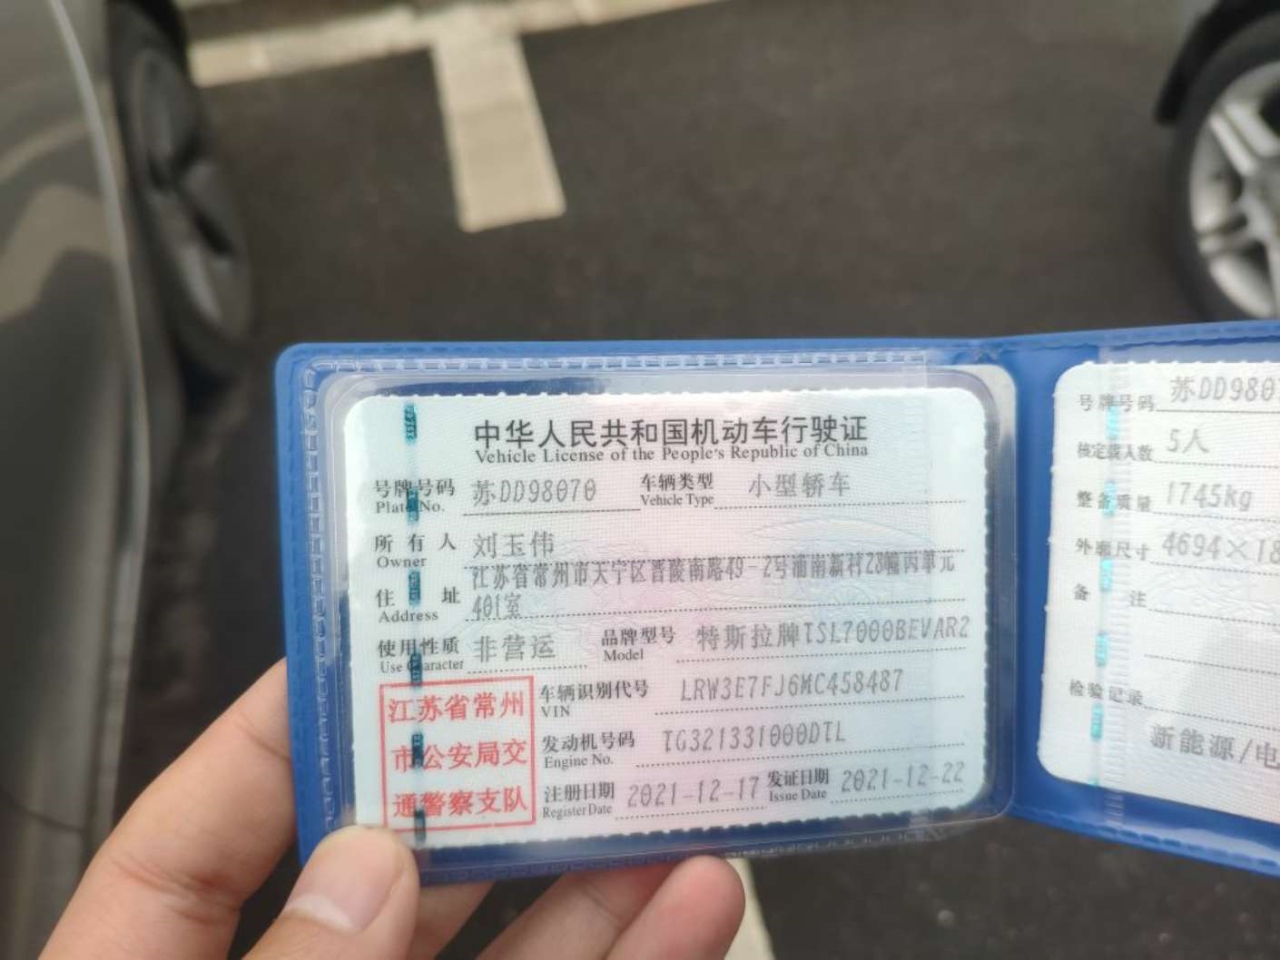 中华人民共和国机动车行驶证
Vehicle License of the People's Republic of China
号牌号码 苏DD98070 车辆类型 小型轿车
Plate No. Vehicle Type
所有人 刘玉伟
Owner
江苏省常州市天宁区晋陵南路49-2号浦南新村28幢丙单元
住址 401室
Address
使用性质 非营运 品牌型号 特斯拉牌TSL7000BEVAR2
Use Character Model
江苏省常州
市公安局交
通警察支队
车辆识别代号 LRW3E7FJ6MC458487
VIN
发动机号码 TG321331000DTL
Engine No.
注册日期 2021-12-17 发证日期 2021-12-22
Register Date Issue Date
号牌号码 苏DD9807
核定载人数 5人
整备质量 1745kg
外廓尺寸 4694×18
备注
检验记录
新能源/电